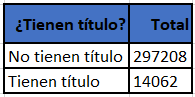 ¿Tienen título? Total
No tienen título 297208
Tienen título 14062